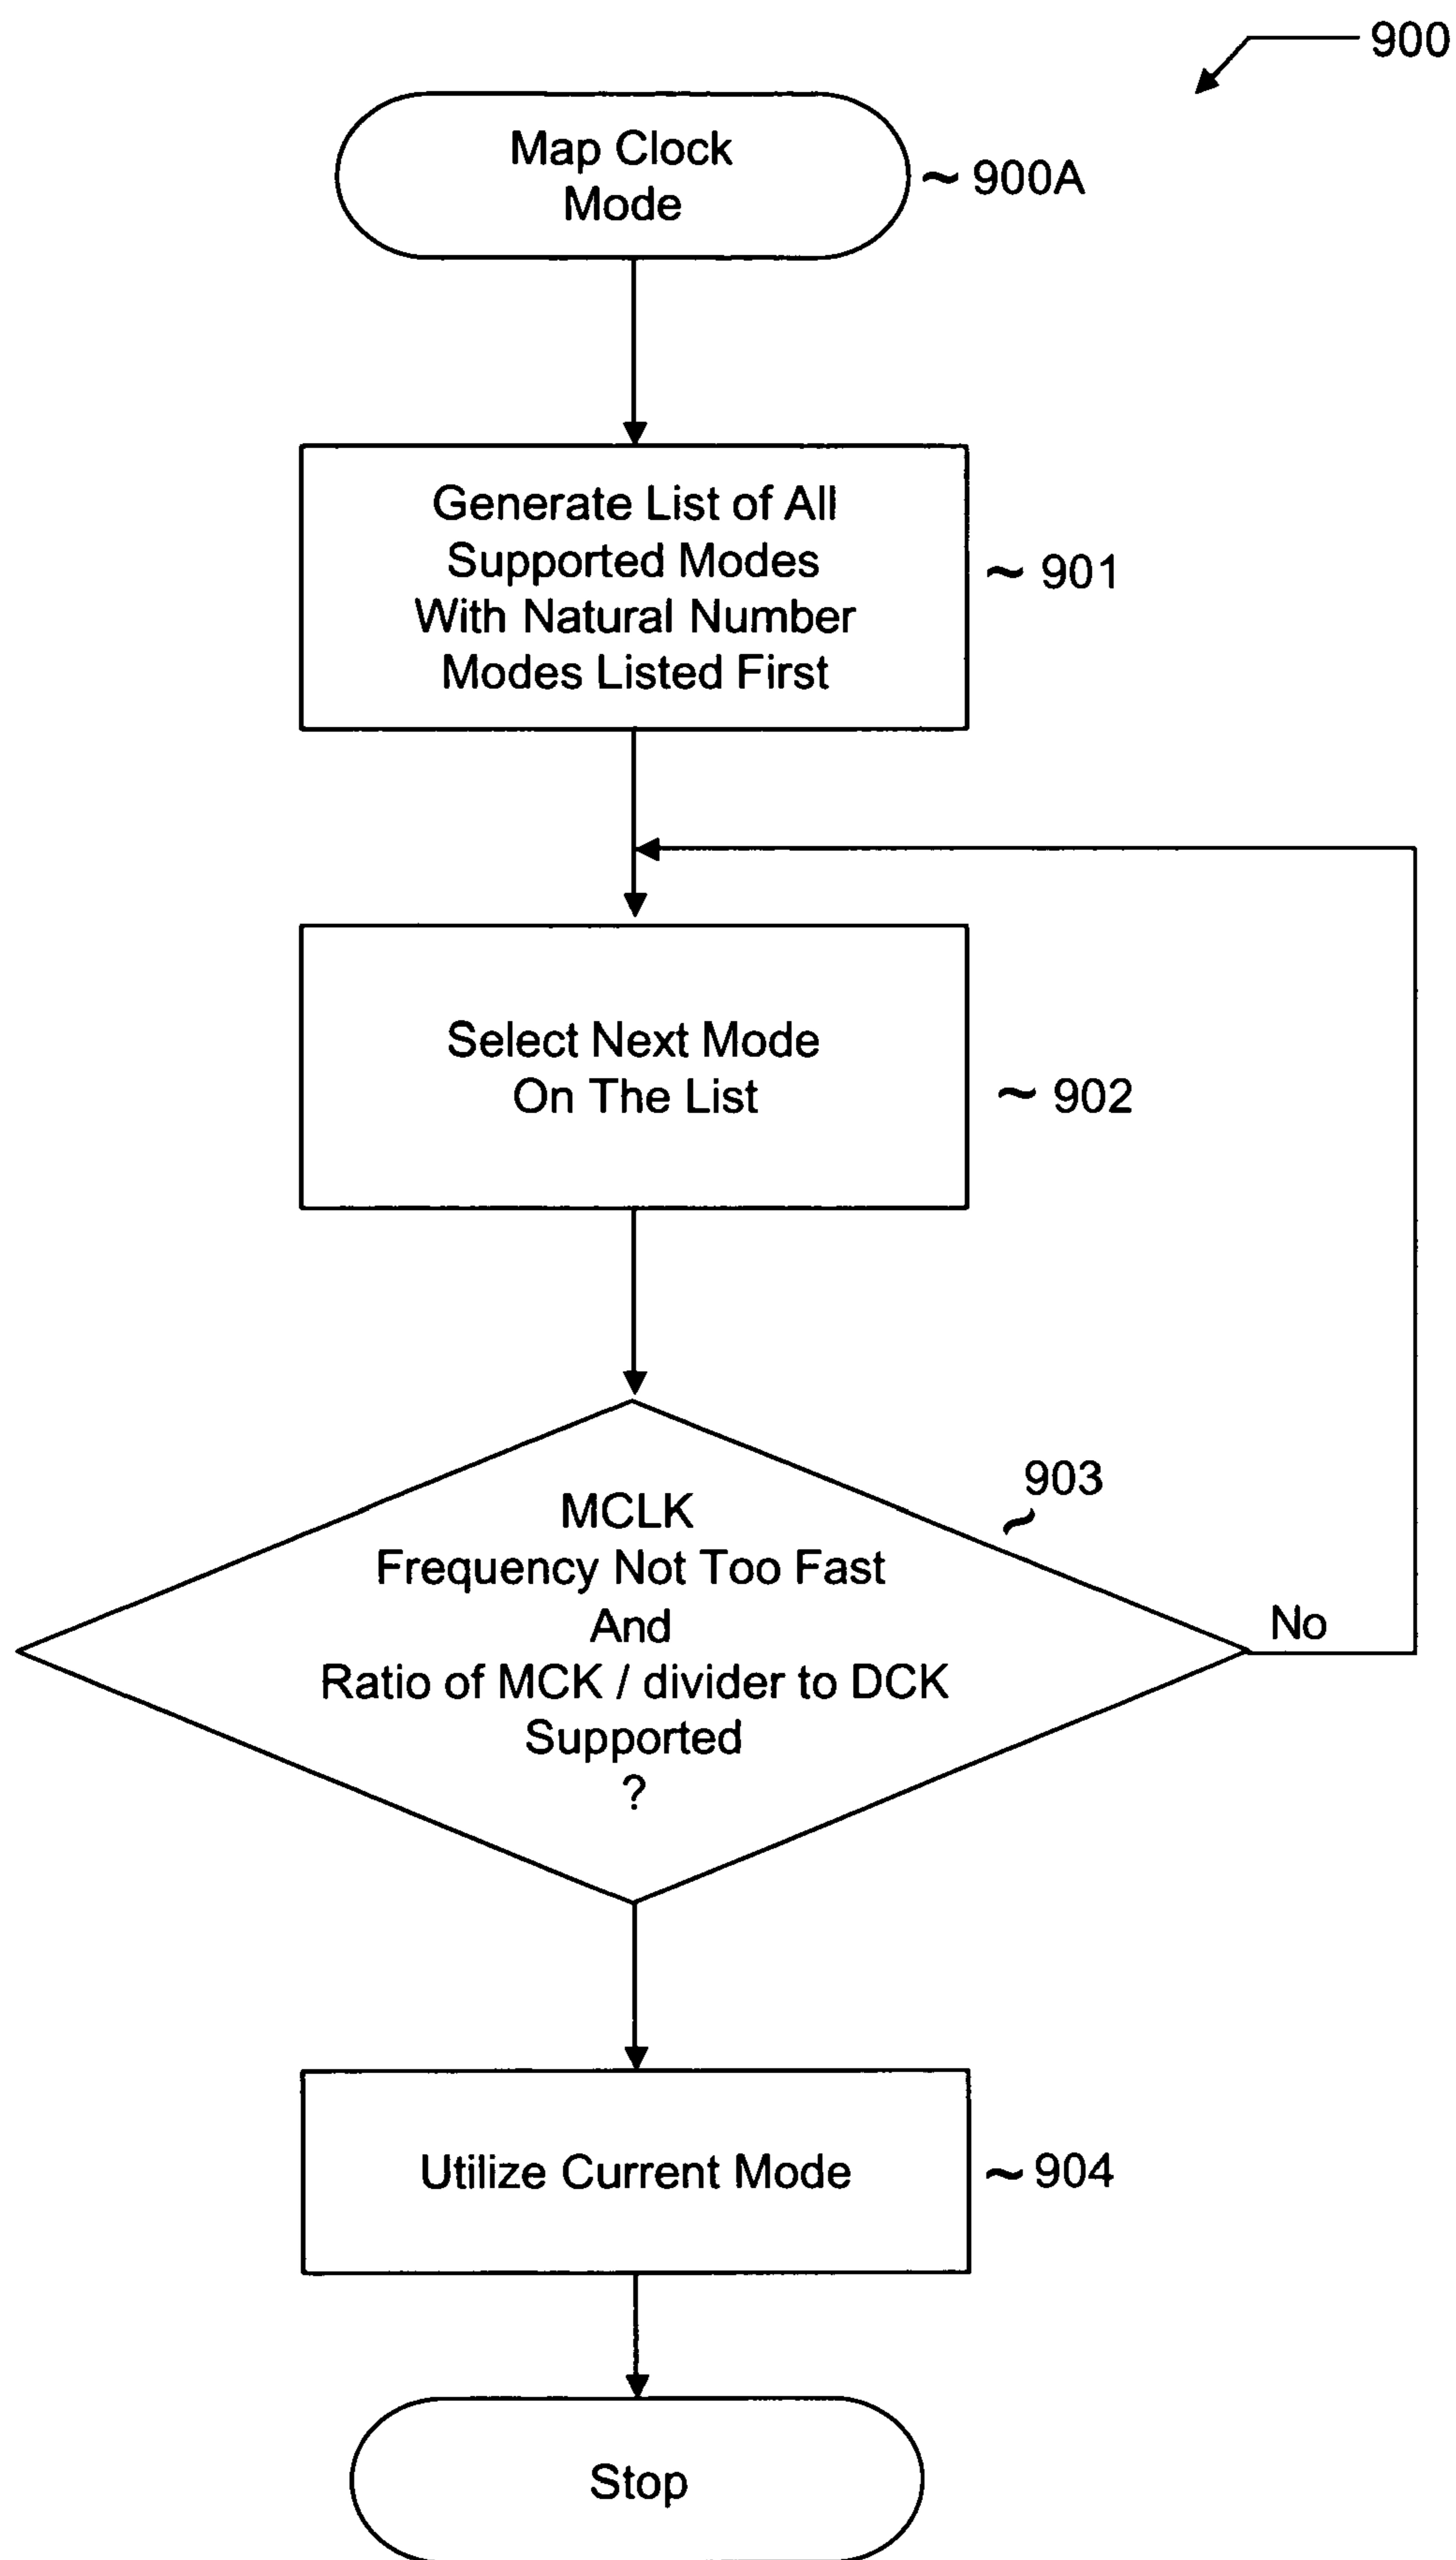 900
Map Clock
Mode
~ 900A
Generate List of All
Supported Modes
With Natural Number
Modes Listed First
~ 901
Select Next Mode
On The List
~ 902
903
~
MCLK
Frequency Not Too Fast
And
Ratio of MCK / divider to DCK
Supported
?
No
Utilize Current Mode
~ 904
Stop